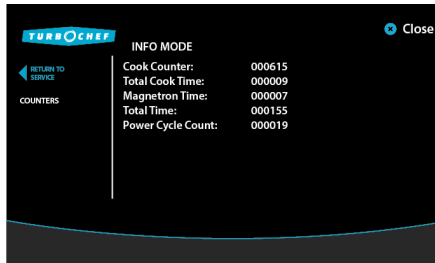 TURBOCHEF
Close
INFO MODE
RETURN TO
SERVICE
COUNTERS
Cook Counter: 000615
Total Cook Time: 000009
Magnetron Time: 000007
Total Time: 000155
Power Cycle Count: 000019